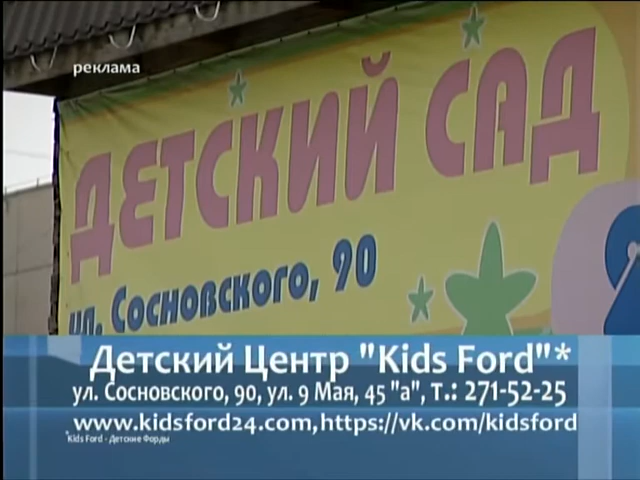 реклама
ДЕТСКИЙ САД
ул. Сосновского, 90
Детский Центр "Kids Ford"*
ул. Сосновского, 90, ул. 9 Мая, 45 "а", т.: 271-52-25
www.kidsford24.com,https://vk.com/kidsford
*Kids Ford - Детские Форды